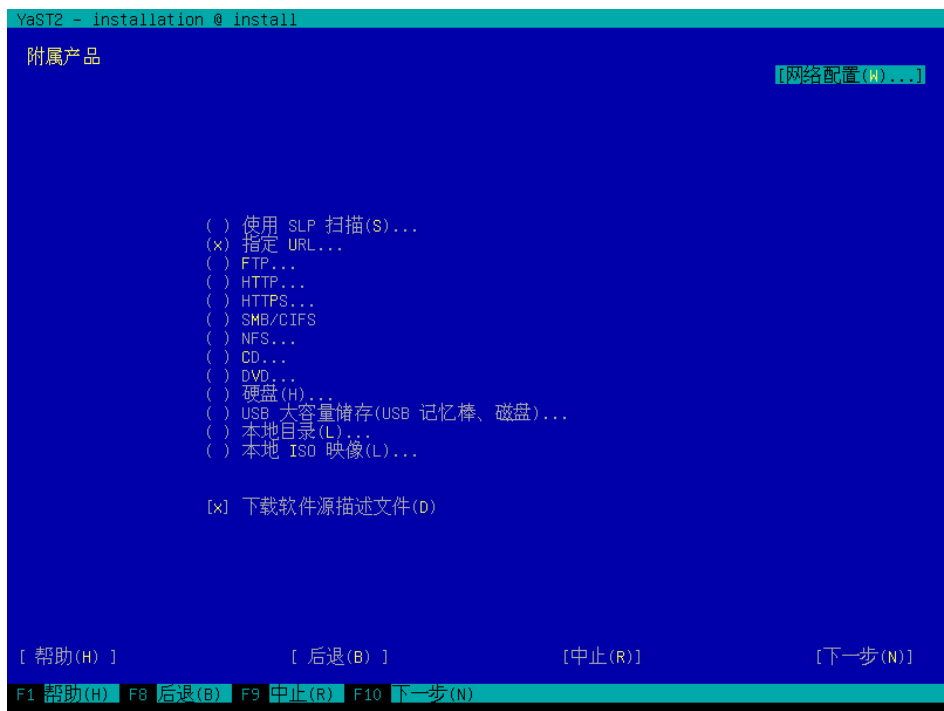 YaST2 - installation @ install
附属产品
[网络配置(W)...]
( ) 使用 SLP 扫描(S)...
(x) 指定 URL...
( ) FTP...
( ) HTTP...
( ) HTTPS...
( ) SMB/CIFS
( ) NFS...
( ) CD...
( ) DVD...
( ) 硬盘(H)...
( ) USB 大容量储存(USB 记忆棒、磁盘)...
( ) 本地目录(L)...
( ) 本地 ISO 映像(L)...
[x] 下载软件源描述文件(D)
[ 帮助(H) ] [ 后退(B) ] [中止(R)] [下一步(N)]
F1 帮助(H) F8 后退(B) F9 中止(R) F10 下一步(N)